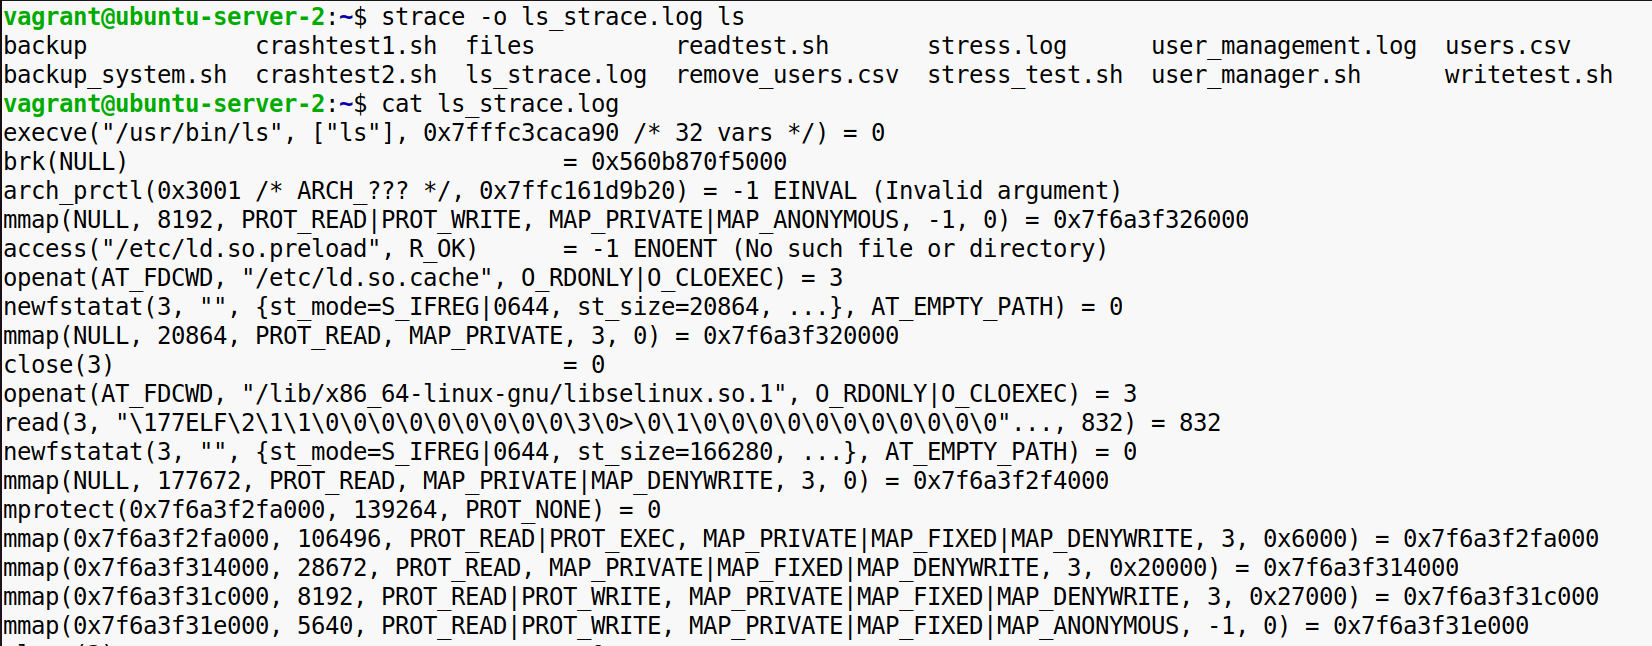 vagrant@ubuntu-server-2:~$ strace -o ls_strace.log ls
backup            crashtest1.sh  files          readtest.sh       stress.log      user_management.log  users.csv
backup_system.sh  crashtest2.sh  ls_strace.log  remove_users.csv  stress_test.sh  user_manager.sh      writetest.sh
vagrant@ubuntu-server-2:~$ cat ls_strace.log
execve("/usr/bin/ls", ["ls"], 0x7fffc3caca90 /* 32 vars */) = 0
brk(NULL)                               = 0x560b870f5000
arch_prctl(0x3001 /* ARCH_??? */, 0x7ffc161d9b20) = -1 EINVAL (Invalid argument)
mmap(NULL, 8192, PROT_READ|PROT_WRITE, MAP_PRIVATE|MAP_ANONYMOUS, -1, 0) = 0x7f6a3f326000
access("/etc/ld.so.preload", R_OK)      = -1 ENOENT (No such file or directory)
openat(AT_FDCWD, "/etc/ld.so.cache", O_RDONLY|O_CLOEXEC) = 3
newfstatat(3, "", {st_mode=S_IFREG|0644, st_size=20864, ...}, AT_EMPTY_PATH) = 0
mmap(NULL, 20864, PROT_READ, MAP_PRIVATE, 3, 0) = 0x7f6a3f320000
close(3)                                = 0
openat(AT_FDCWD, "/lib/x86_64-linux-gnu/libselinux.so.1", O_RDONLY|O_CLOEXEC) = 3
read(3, "\177ELF\2\1\1\0\0\0\0\0\0\0\0\0\3\0>\0\1\0\0\0\0\0\0\0\0\0\0\0"..., 832) = 832
newfstatat(3, "", {st_mode=S_IFREG|0644, st_size=166280, ...}, AT_EMPTY_PATH) = 0
mmap(NULL, 177672, PROT_READ, MAP_PRIVATE|MAP_DENYWRITE, 3, 0) = 0x7f6a3f2f4000
mprotect(0x7f6a3f2fa000, 139264, PROT_NONE) = 0
mmap(0x7f6a3f2fa000, 106496, PROT_READ|PROT_EXEC, MAP_PRIVATE|MAP_FIXED|MAP_DENYWRITE, 3, 0x6000) = 0x7f6a3f2fa000
mmap(0x7f6a3f314000, 28672, PROT_READ, MAP_PRIVATE|MAP_FIXED|MAP_DENYWRITE, 3, 0x20000) = 0x7f6a3f314000
mmap(0x7f6a3f31c000, 8192, PROT_READ|PROT_WRITE, MAP_PRIVATE|MAP_FIXED|MAP_DENYWRITE, 3, 0x27000) = 0x7f6a3f31c000
mmap(0x7f6a3f31e000, 5640, PROT_READ|PROT_WRITE, MAP_PRIVATE|MAP_FIXED|MAP_ANONYMOUS, -1, 0) = 0x7f6a3f31e000